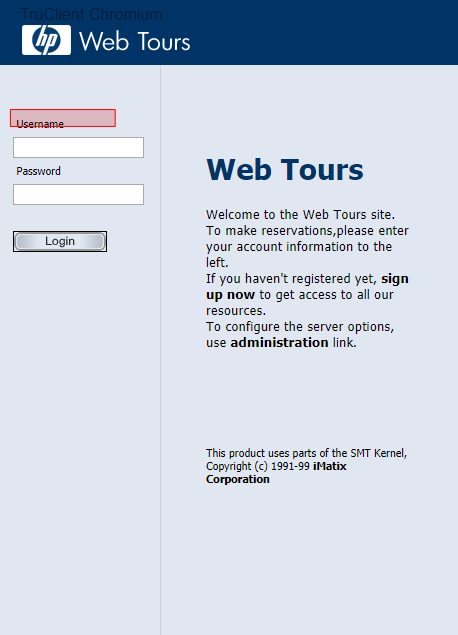 TruClient Chromium
hp Web Tours
Username
Password
Login
Web Tours
Welcome to the Web Tours site.
To make reservations,please enter
your account information to the
left.
If you haven't registered yet, sign
up now to get access to all our
resources.
To configure the server options,
use administration link.
This product uses parts of the SMT Kernel,
Copyright (c) 1991-99 iMatix
Corporation